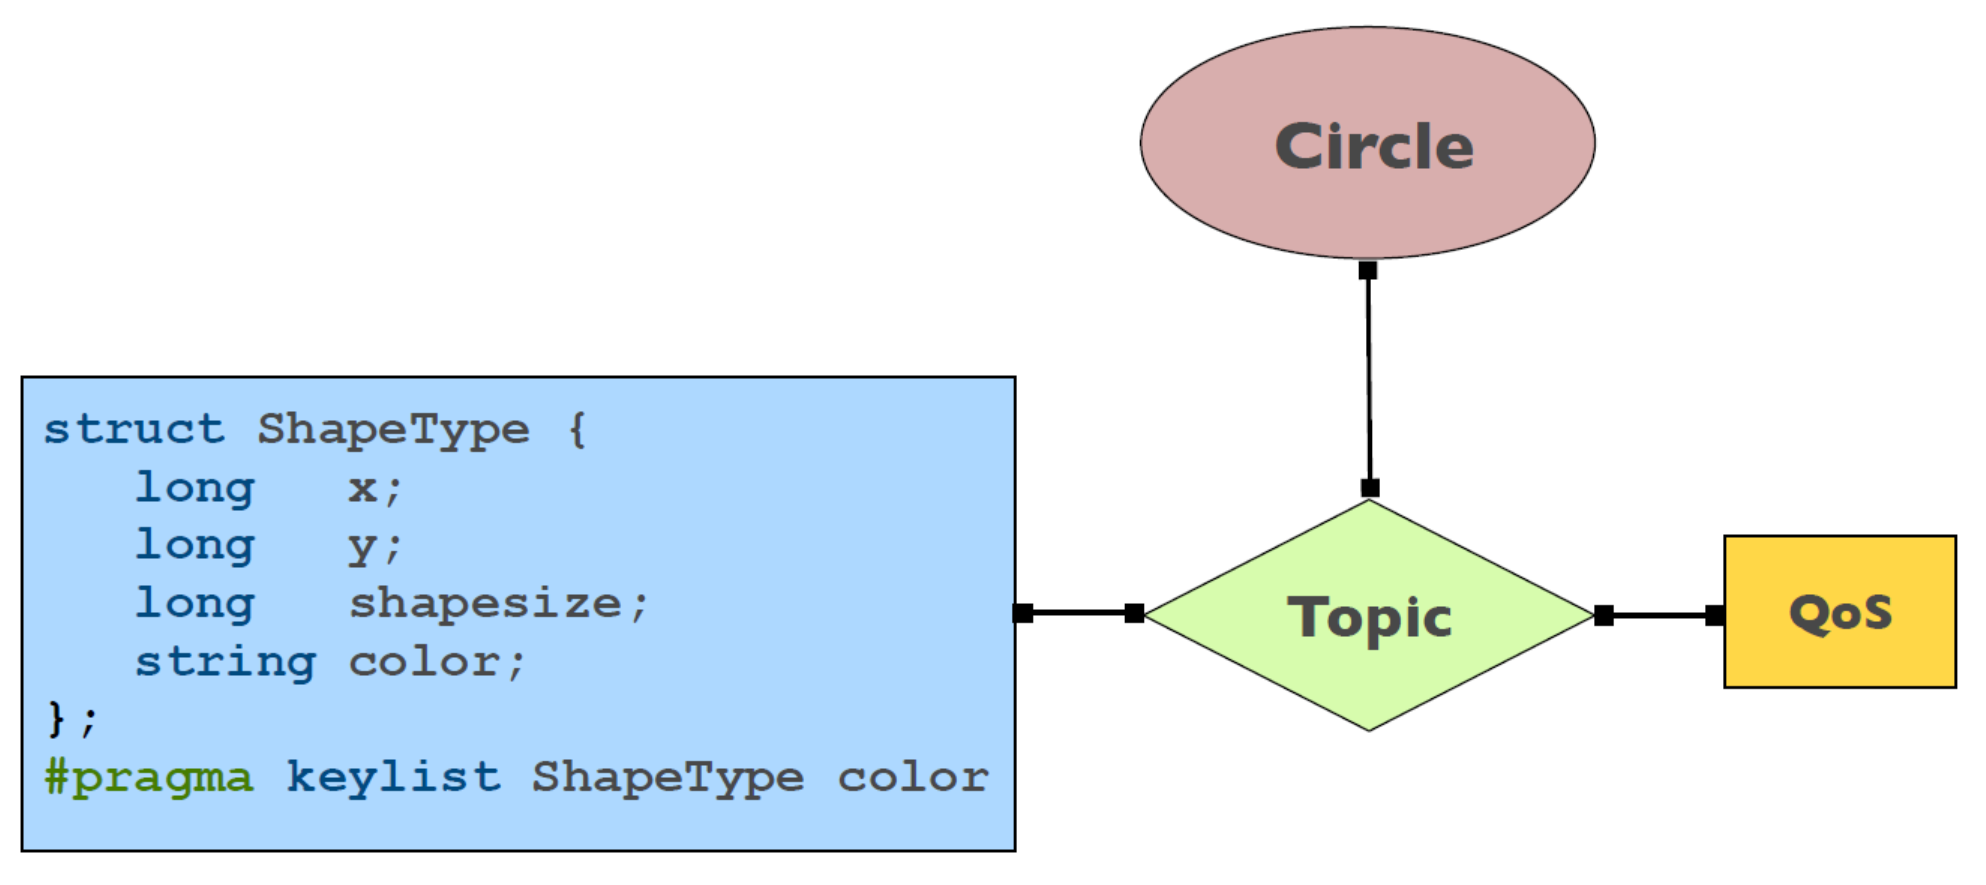 Circle
struct ShapeType {
   long   x;
   long   y;
   long   shapesize;
   string color;
};
#pragma keylist ShapeType color
Topic
QoS